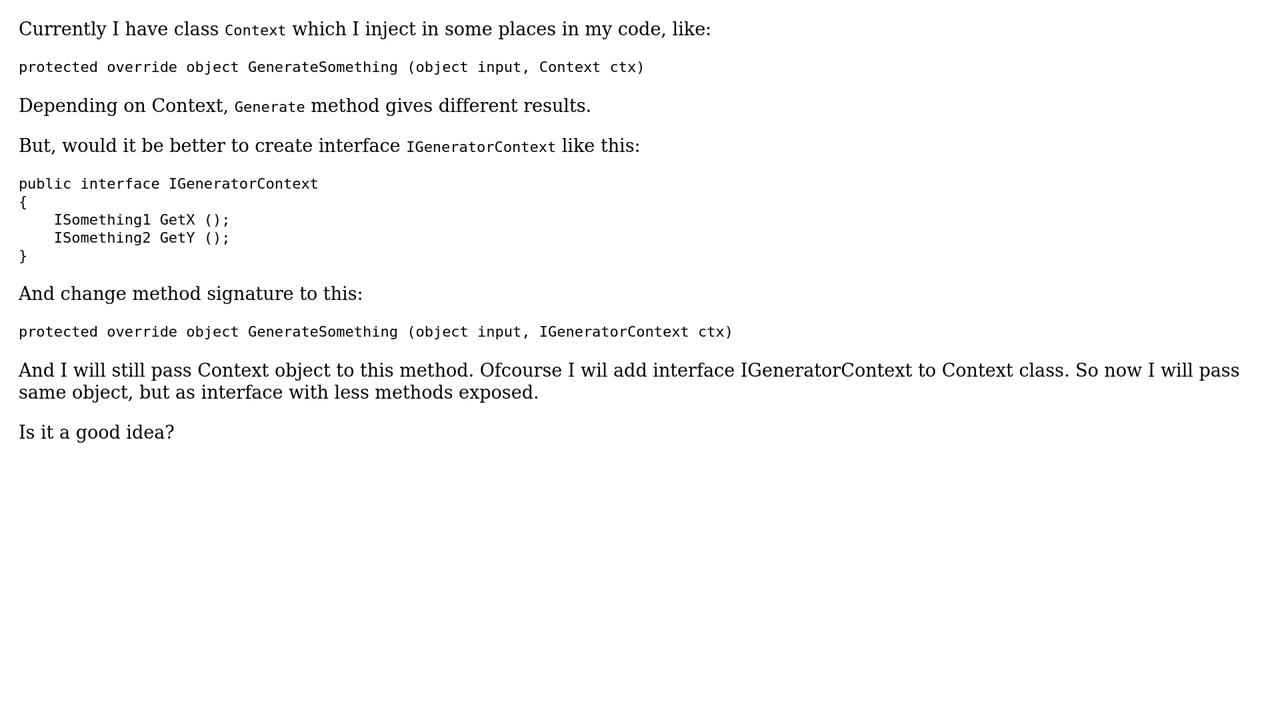 Currently I have class Context which I inject in some places in my code, like:
protected override object GenerateSomething (object input, Context ctx)
Depending on Context, Generate method gives different results.
But, would it be better to create interface IGeneratorContext like this:
public interface IGeneratorContext
{
    ISomething1 GetX ();
    ISomething2 GetY ();
}
And change method signature to this:
protected override object GenerateSomething (object input, IGeneratorContext ctx)
And I will still pass Context object to this method. Ofcourse I wil add interface IGeneratorContext to Context class. So now I will pass
same object, but as interface with less methods exposed.
Is it a good idea?